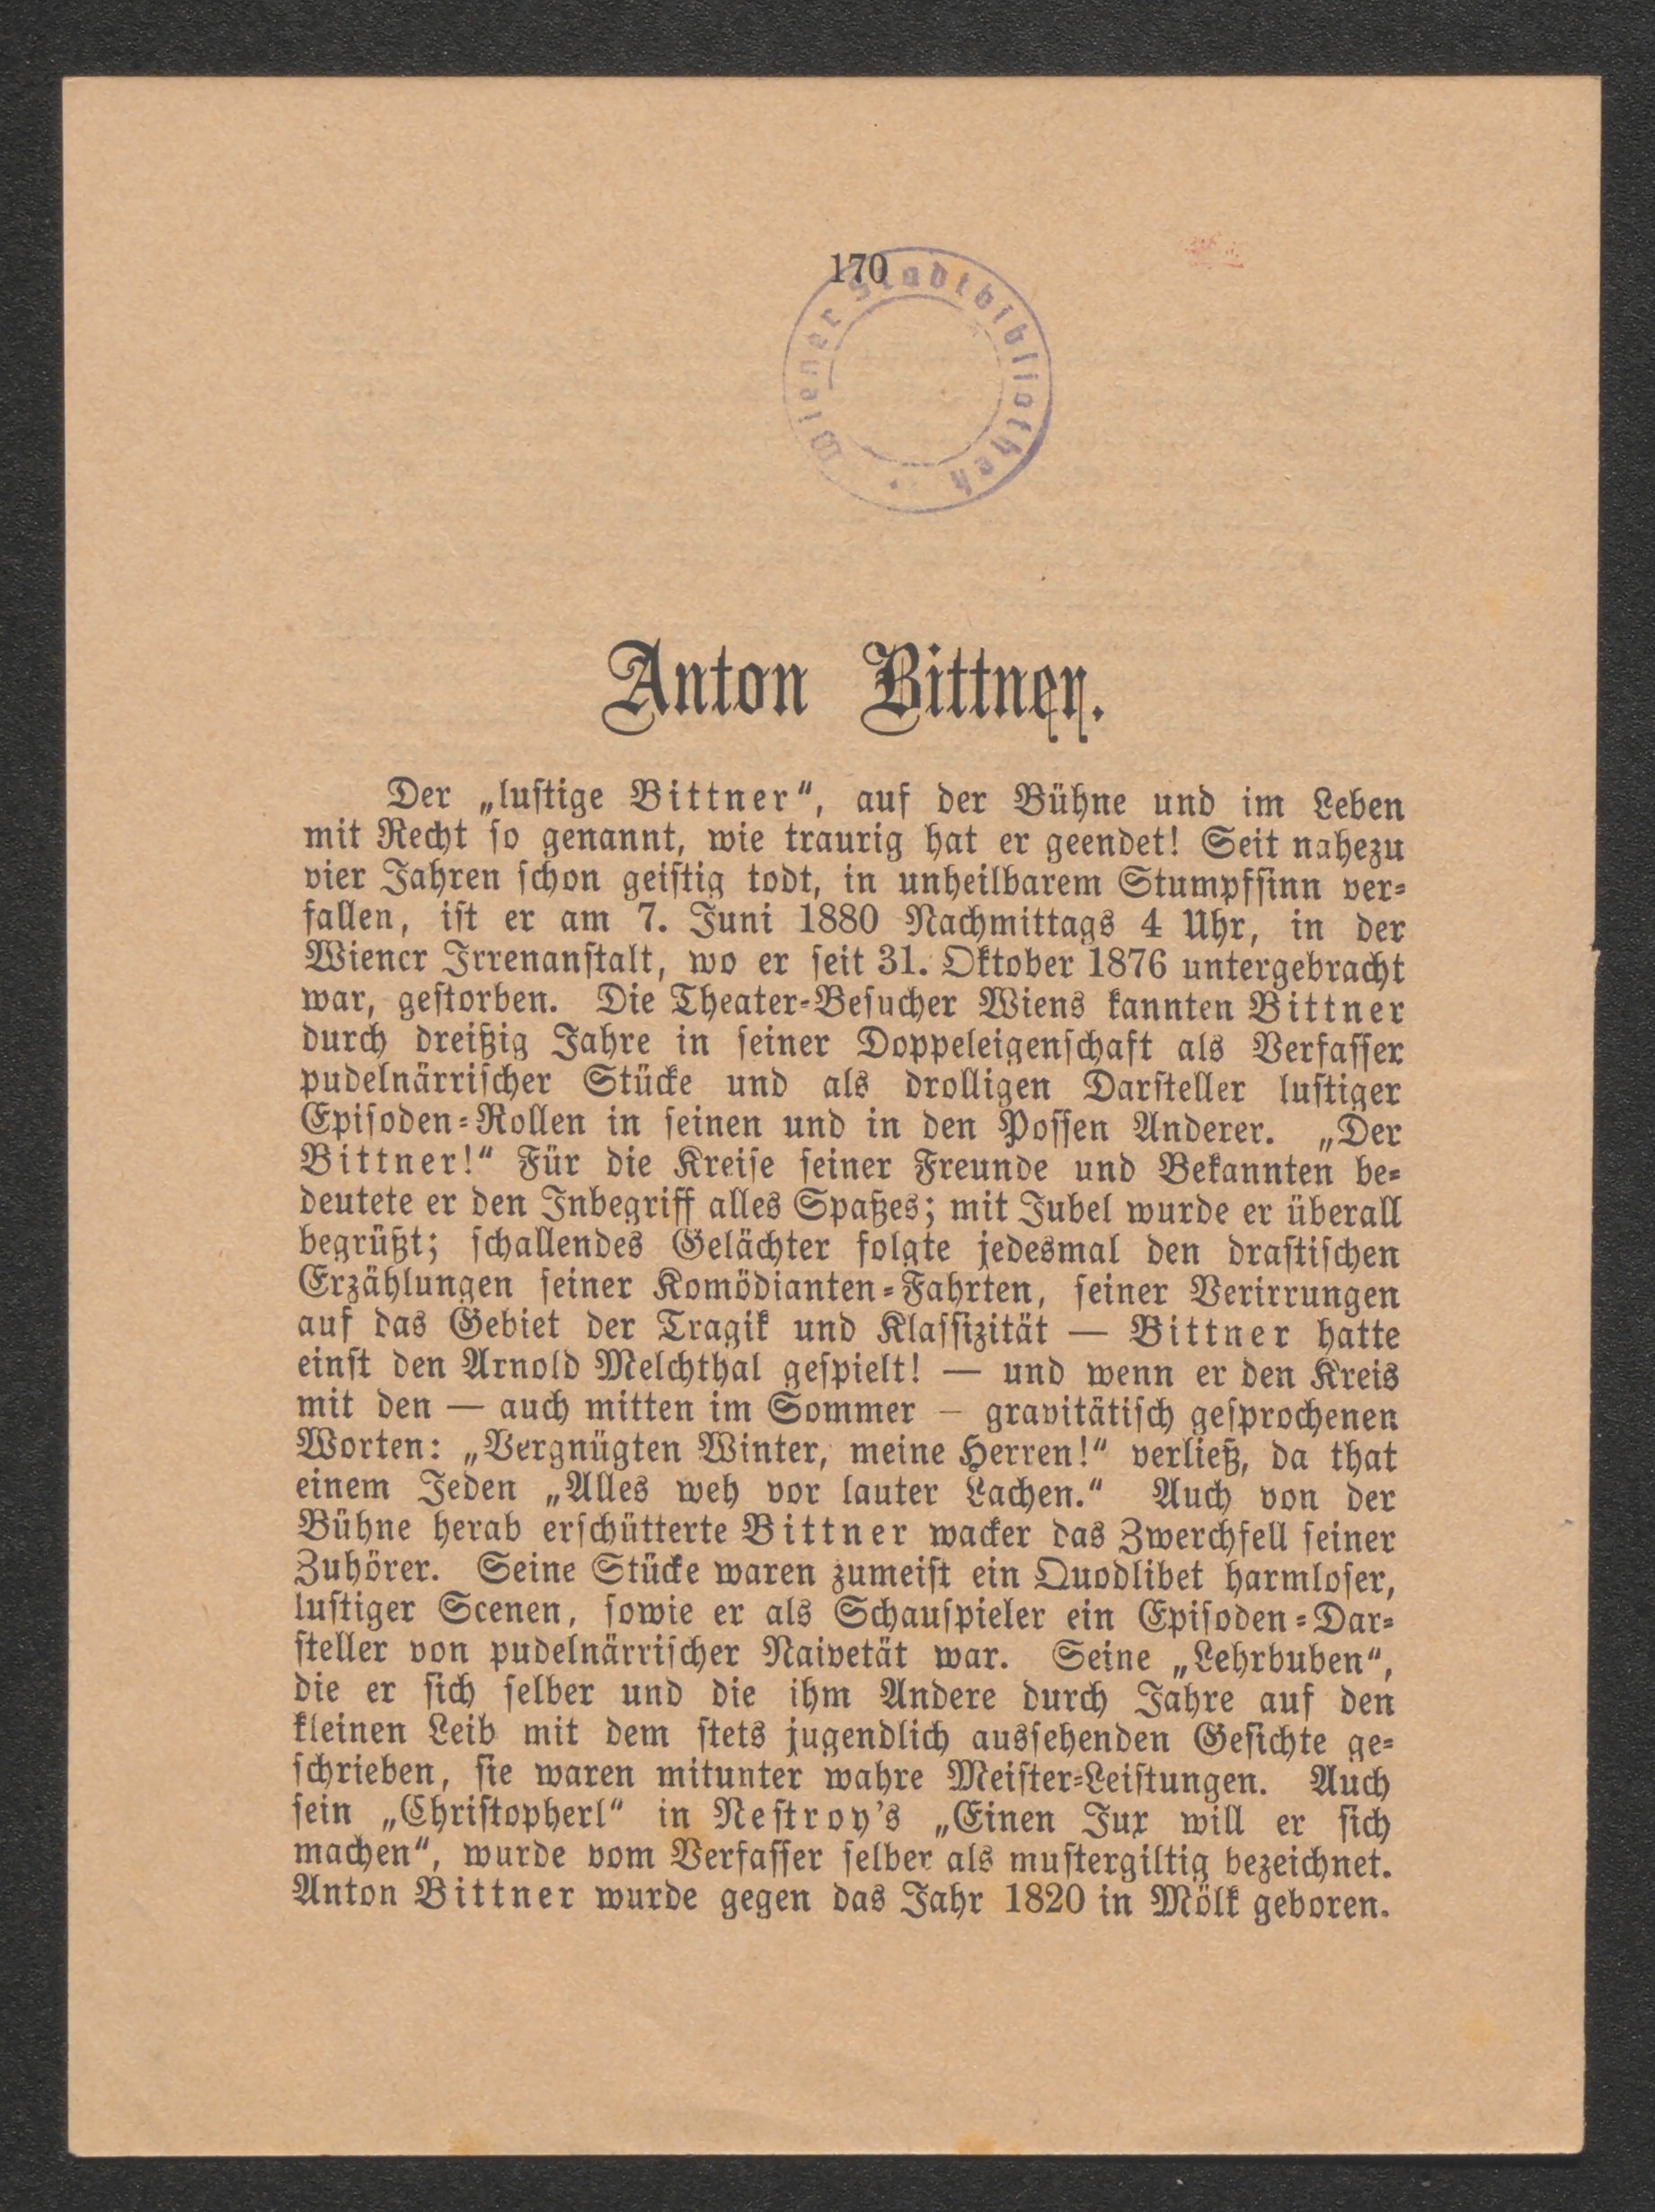 170
Wiener Stadtbibliothek
Anton Bittner.
Der „luſtige Bittner“, auf der Bühne und im Leben
mit Recht ſo genannt, wie traurig hat er geendet! Seit nahezu
vier Jahren ſchon geiſtig todt, in unheilbarem Stumpfſinn ver-
fallen, iſt er am 7. Juni 1880 Nachmittags 4 Uhr, in der
Wiener Irrenanſtalt, wo er ſeit 31. Oktober 1876 untergebracht
war, geſtorben. Die Theater-Beſucher Wiens kannten Bittner
durch dreißig Jahre in ſeiner Doppeleigenſchaft als Verfaſſer
pudelnärriſcher Stücke und als drolligen Darſteller luſtiger
Epiſoden-Rollen in ſeinen und in den Poſſen Anderer. „Der
Bittner!“ Für die Kreiſe ſeiner Freunde und Bekannten be-
deutete er den Inbegriff alles Spaßes; mit Jubel wurde er überall
begrüßt; ſchallendes Gelächter folgte jedesmal den draſtiſchen
Erzählungen ſeiner Komödianten-Fahrten, ſeiner Verirrungen
auf das Gebiet der Tragik und Klaſſizität — Bittner hatte
einſt den Arnold Melchthal geſpielt! — und wenn er den Kreis
mit den — auch mitten im Sommer — gravitätiſch geſprochenen
Worten: „Vergnügten Winter, meine Herren!“ verließ, da that
einem Jeden „Alles weh vor lauter Lachen.“ Auch von der
Bühne herab erſchütterte Bittner wacker das Zwerchfell ſeiner
Zuhörer. Seine Stücke waren zumeiſt ein Quodlibet harmloſer,
luſtiger Scenen, ſowie er als Schauſpieler ein Epiſoden-Dar-
ſteller von pudelnärriſcher Naivetät war. Seine „Lehrbuben“,
die er ſich ſelber und die ihm Andere durch Jahre auf den
kleinen Leib mit dem ſtets jugendlich ausſehenden Geſichte ge-
ſchrieben, ſie waren mitunter wahre Meiſter-Leiſtungen. Auch
ſein „Chriſtopherl“ in Neſtroy's „Einen Jux will er ſich
machen“, wurde vom Verfaſſer ſelber als muſtergiltig bezeichnet.
Anton Bittner wurde gegen das Jahr 1820 in Mölk geboren.